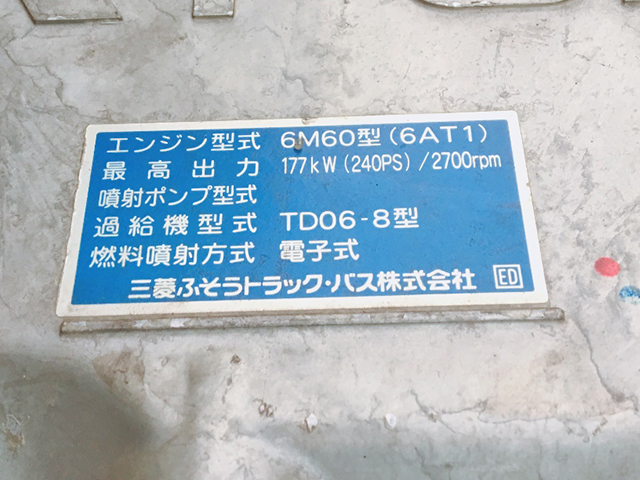 エンジン型式 6M60型(6AT1)
最高出力 177kW(240PS)/2700rpm
噴射ポンプ型式
過給機型式 TD06-8型
燃料噴射方式 電子式
三菱ふそうトラック・バス株式会社 ED